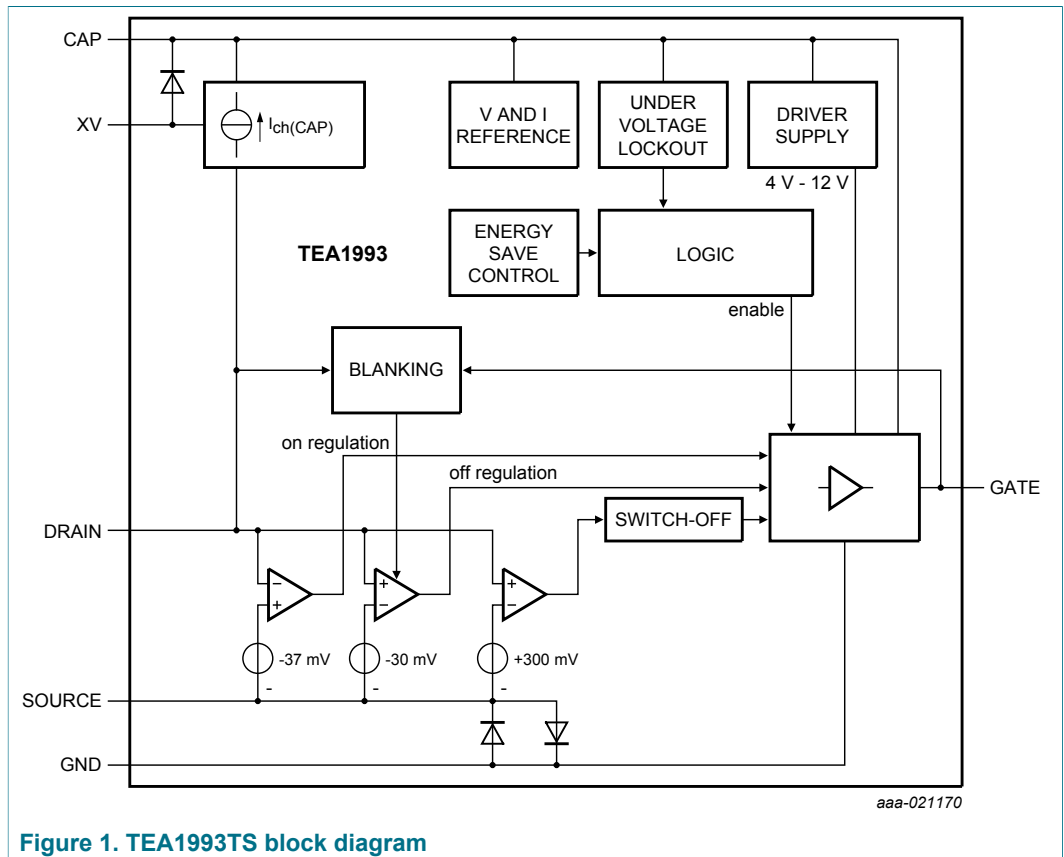 CAP
XV
Ich(CAP)
V AND I
REFERENCE
UNDER
VOLTAGE
LOCKOUT
DRIVER
SUPPLY
4 V - 12 V
TEA1993
ENERGY
SAVE
CONTROL
LOGIC
enable
BLANKING
on regulation
off regulation
GATE
SWITCH-OFF
DRAIN
-
+
+
-
+
-
-37 mV
-30 mV
+300 mV
-
-
-
SOURCE
GND
aaa-021170
Figure 1. TEA1993TS block diagram